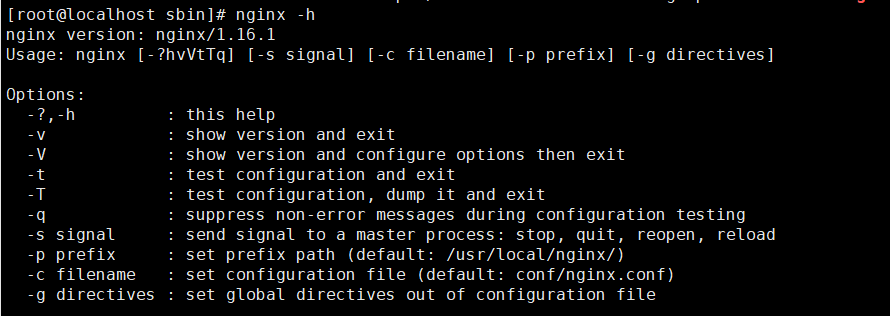 [root@localhost sbin]# nginx -h
nginx version: nginx/1.16.1
Usage: nginx [-?hvVtTq] [-s signal] [-c filename] [-p prefix] [-g directives]

Options:
  -?,-h         : this help
  -v            : show version and exit
  -V            : show version and configure options then exit
  -t            : test configuration and exit
  -T            : test configuration, dump it and exit
  -q            : suppress non-error messages during configuration testing
  -s signal     : send signal to a master process: stop, quit, reopen, reload
  -p prefix     : set prefix path (default: /usr/local/nginx/)
  -c filename   : set configuration file (default: conf/nginx.conf)
  -g directives : set global directives out of configuration file